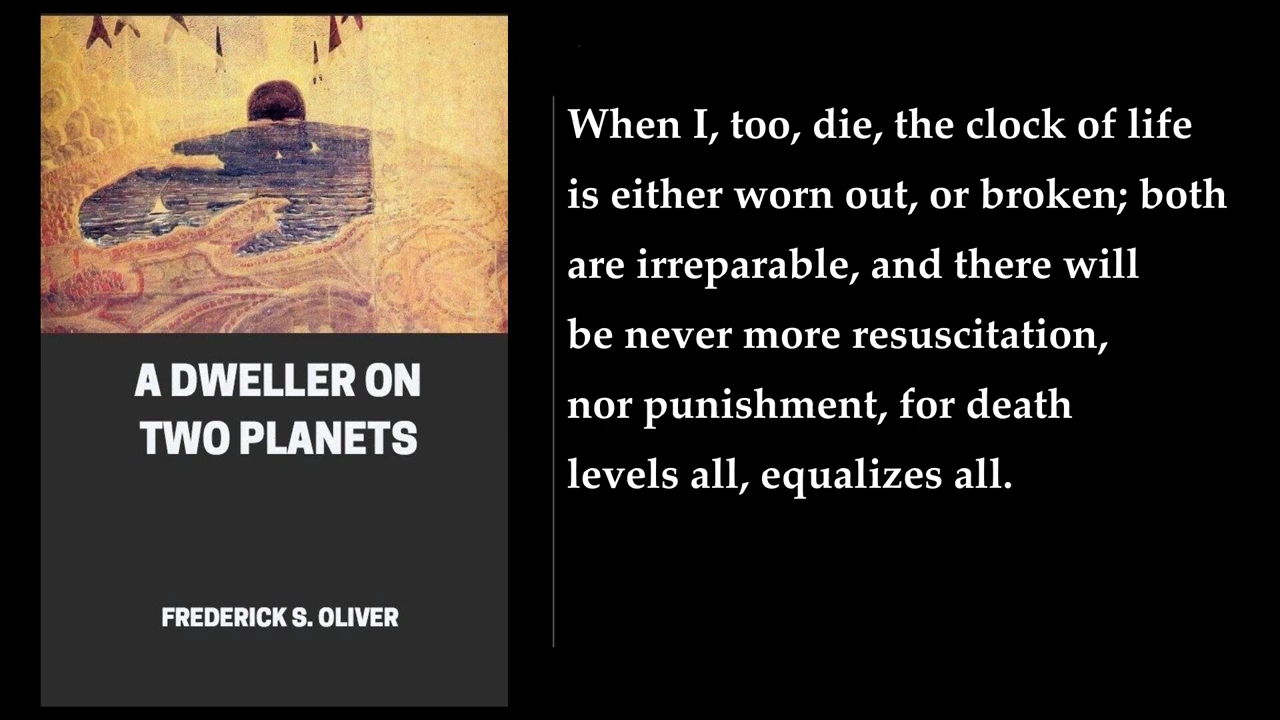 A DWELLER ON
TWO PLANETS
FREDERICK S. OLIVER
When I, too, die, the clock of life
is either worn out, or broken; both
are irreparable, and there will
be never more resuscitation,
nor punishment, for death
levels all, equalizes all.